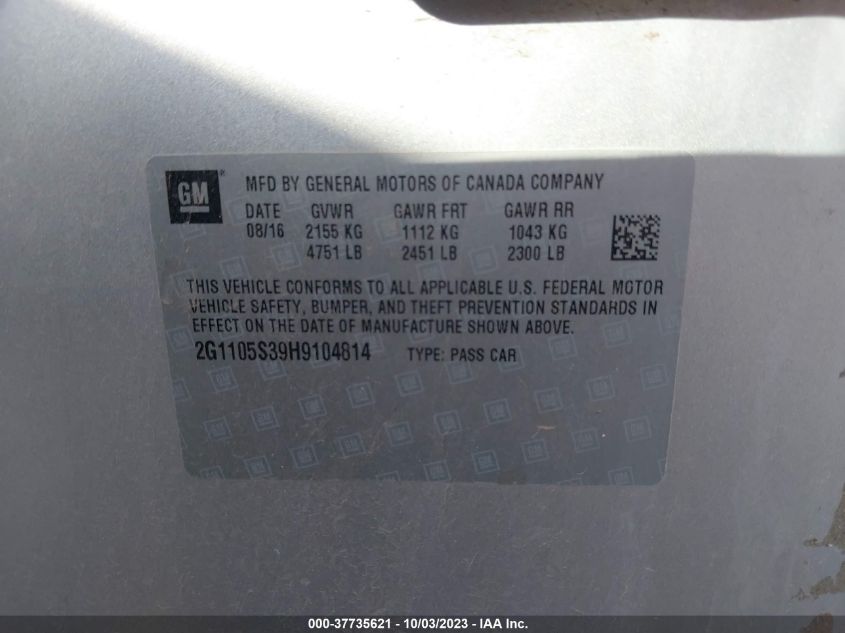 GM
MFD BY GENERAL MOTORS OF CANADA COMPANY
DATE GVWR GAWR FRT GAWR RR
08/16 2155 KG 1112 KG 1043 KG
4751 LB 2451 LB 2300 LB
THIS VEHICLE CONFORMS TO ALL APPLICABLE U.S. FEDERAL MOTOR
VEHICLE SAFETY, BUMPER, AND THEFT PREVENTION STANDARDS IN
EFFECT ON THE DATE OF MANUFACTURE SHOWN ABOVE.
2G1105S39H9104814 TYPE: PASS CAR
000-37735621 - 10/03/2023 - IAA Inc.